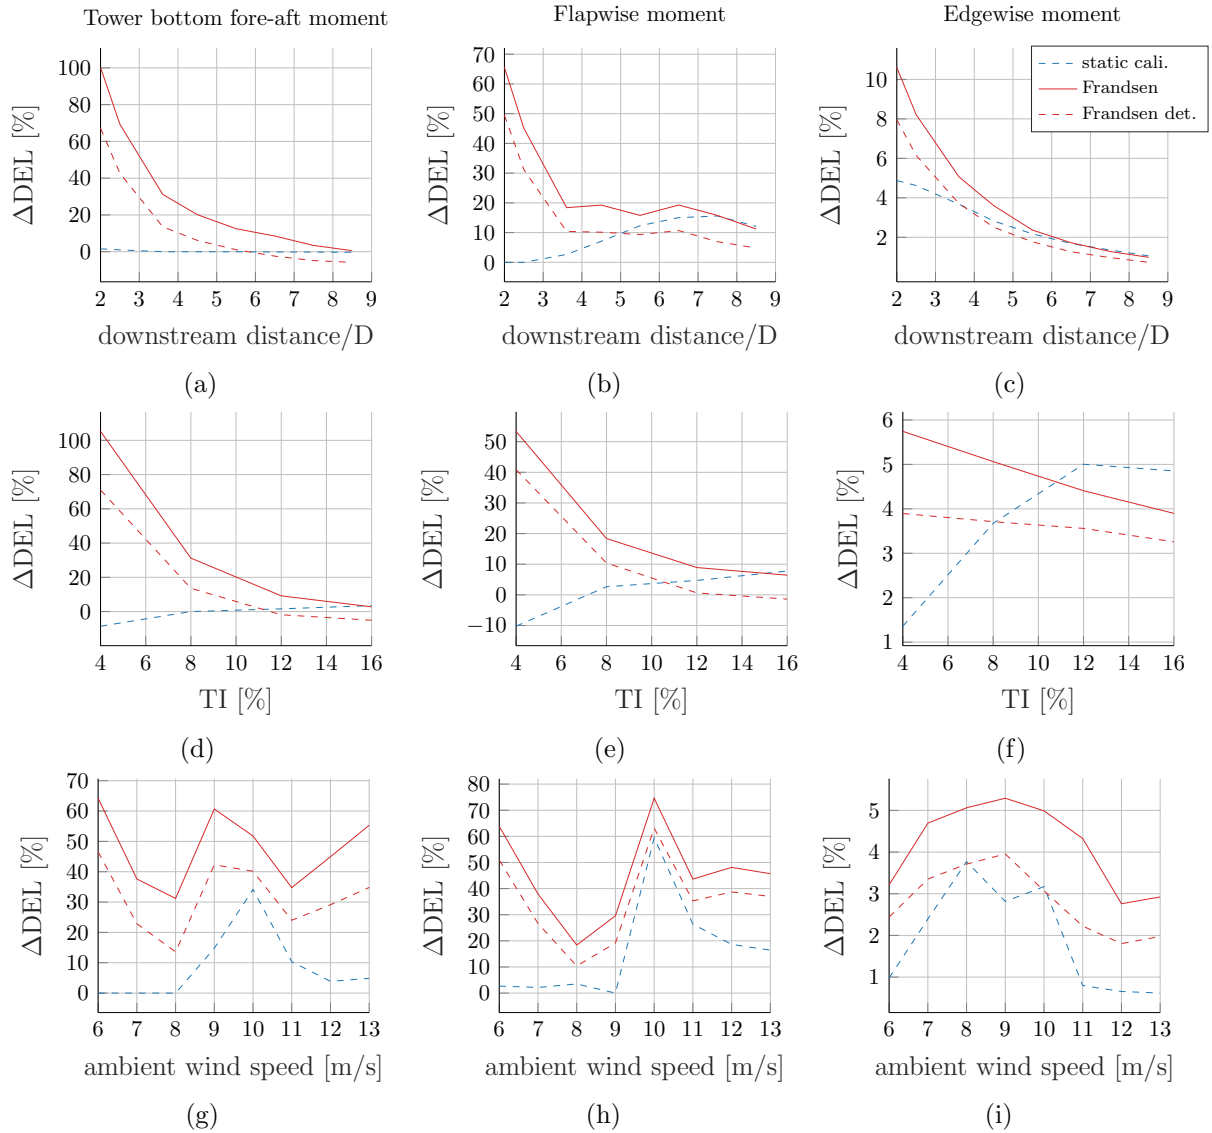 Tower bottom fore-aft moment
Flapwise moment
Edgewise moment
static cali.
Frandsen
Frandsen det.
ΔDEL [%]
100
80
60
40
20
0
2 3 4 5 6 7 8 9
downstream distance/D
(a)
ΔDEL [%]
70
60
50
40
30
20
10
0
2 3 4 5 6 7 8 9
downstream distance/D
(b)
ΔDEL [%]
10
8
6
4
2
2 3 4 5 6 7 8 9
downstream distance/D
(c)
ΔDEL [%]
100
80
60
40
20
0
4 6 8 10 12 14 16
TI [%]
(d)
ΔDEL [%]
50
40
30
20
10
0
−10
4 6 8 10 12 14 16
TI [%]
(e)
ΔDEL [%]
6
5
4
3
2
1
4 6 8 10 12 14 16
TI [%]
(f)
ΔDEL [%]
70
60
50
40
30
20
10
0
6 7 8 9 10 11 12 13
ambient wind speed [m/s]
(g)
ΔDEL [%]
80
70
60
50
40
30
20
10
0
6 7 8 9 10 11 12 13
ambient wind speed [m/s]
(h)
ΔDEL [%]
5
4
3
2
1
6 7 8 9 10 11 12 13
ambient wind speed [m/s]
(i)